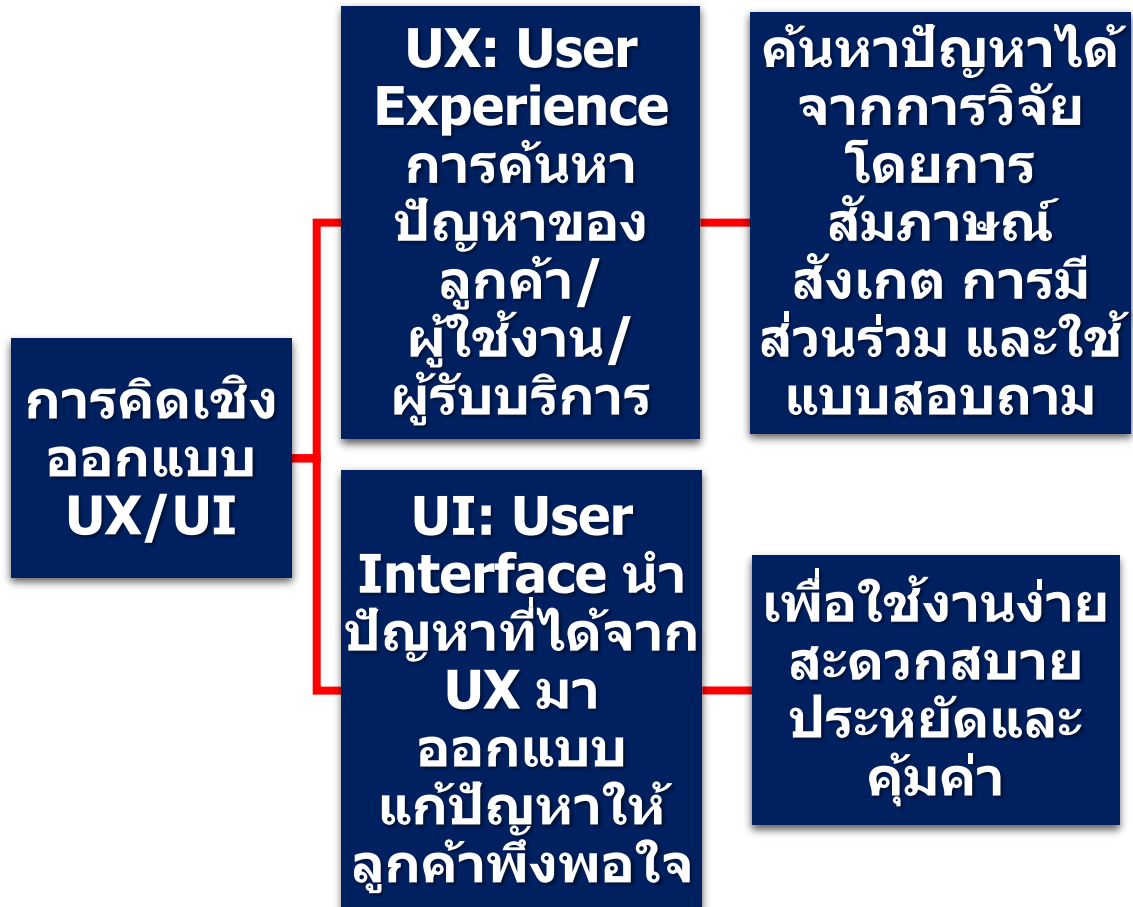 การคิดเชิง
ออกแบบ
UX/UI
UX: User
Experience
การค้นหา
ปัญหาของ
ลูกค้า/
ผู้ใช้งาน/
ผู้รับบริการ
ค้นหาปัญหาได้
จากการวิจัย
โดยการ
สัมภาษณ์
สังเกต การมี
ส่วนร่วม และใช้
แบบสอบถาม
UI: User
Interface นำ
ปัญหาที่ได้จาก
UX มา
ออกแบบ
แก้ปัญหาให้
ลูกค้าพึงพอใจ
เพื่อใช้งานง่าย
สะดวกสบาย
ประหยัดและ
คุ้มค่า